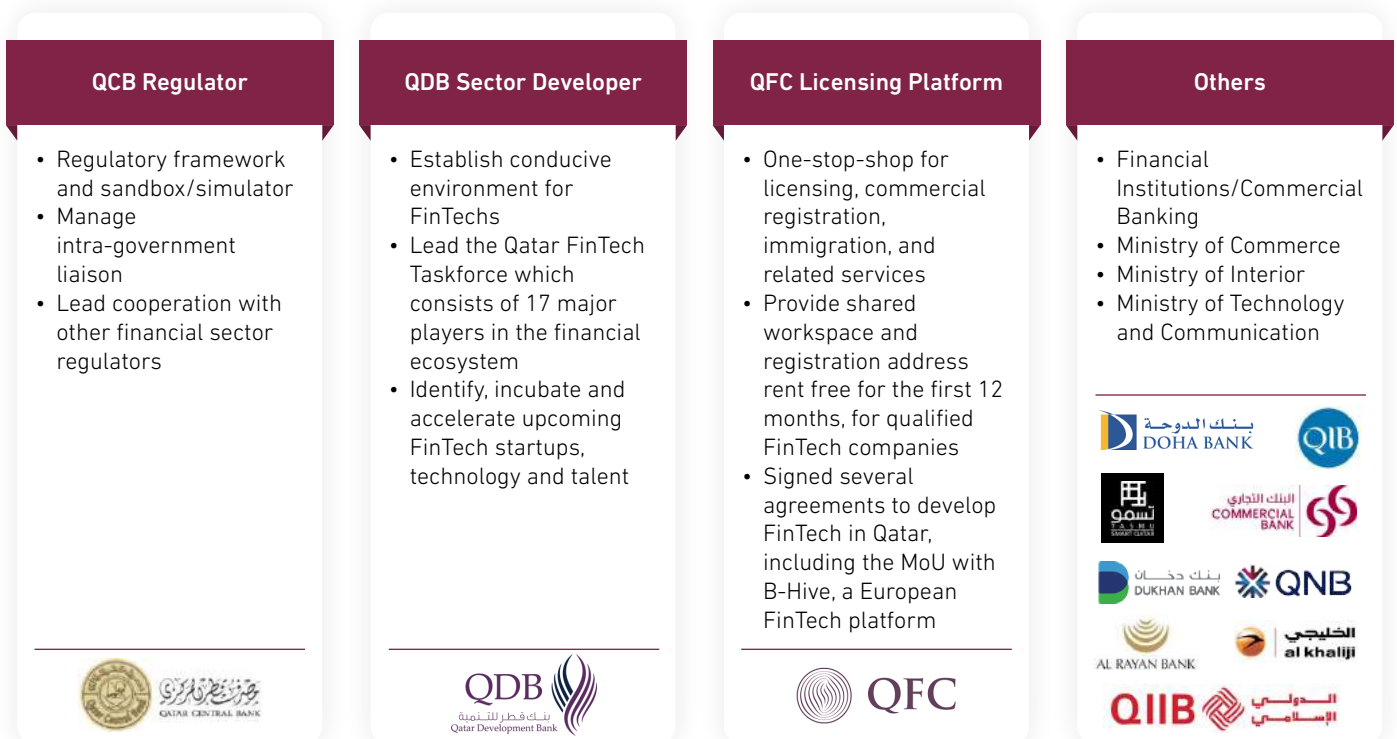 QCB Regulator
• Regulatory framework
and sandbox/simulator
• Manage
intra-government
liaison
• Lead cooperation with
other financial sector
regulators
QATAR CENTRAL BANK
QDB Sector Developer
• Establish conducive
environment for
FinTechs
• Lead the Qatar FinTech
Taskforce which
consists of 17 major
players in the financial
ecosystem
• Identify, incubate and
accelerate upcoming
FinTech startups,
technology and talent
QDB
بنك قطر للتنمية
Qatar Development Bank
QFC Licensing Platform
• One-stop-shop for
licensing, commercial
registration,
immigration, and
related services
• Provide shared
workspace and
registration address
rent free for the first 12
months, for qualified
FinTech companies
• Signed several
agreements to develop
FinTech in Qatar,
including the MoU with
B-Hive, a European
FinTech platform
QFC
Others
• Financial
Institutions/Commercial
Banking
• Ministry of Commerce
• Ministry of Interior
• Ministry of Technology
and Communication
بنك الدوحة
DOHA BANK
QIB
تسمو
TASMU
SMART QATAR
البنك التجاري
COMMERCIAL
BANK
بنك دخان
DUKHAN BANK
QNB
AL RAYAN BANK
الخليجي
al khaliji
QIIB
الدولي
الإسلامي